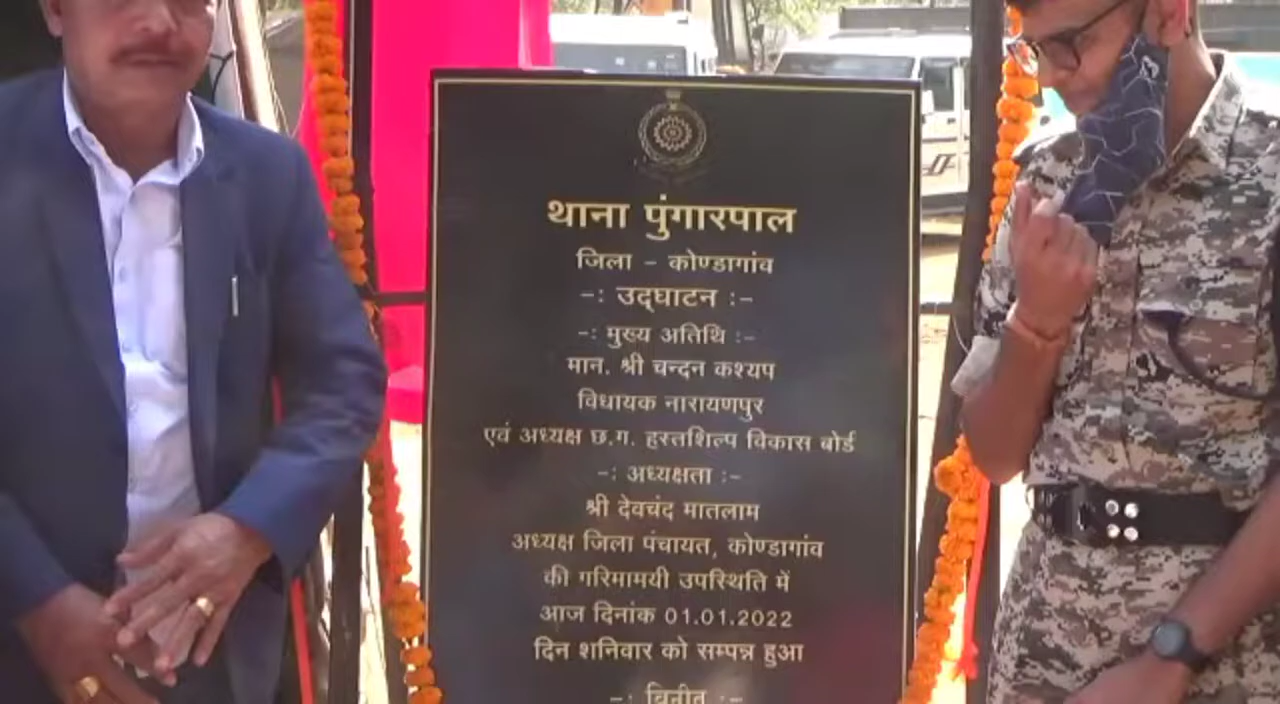 थाना पुंगारपाल
जिला - कोण्डागांव
-: उद्घाटन :-
-: मुख्य अतिथि :-
मान. श्री चन्दन कश्यप
विधायक नारायणपुर
एवं अध्यक्ष छ.ग. हस्तशिल्प विकास बोर्ड
-: अध्यक्षता :-
श्री देवचंद मातलाम
अध्यक्ष जिला पंचायत, कोण्डागांव
की गरिमामयी उपस्थिति में
आज दिनांक 01.01.2022
दिन शनिवार को सम्पन्न हुआ
-: विनीत :-